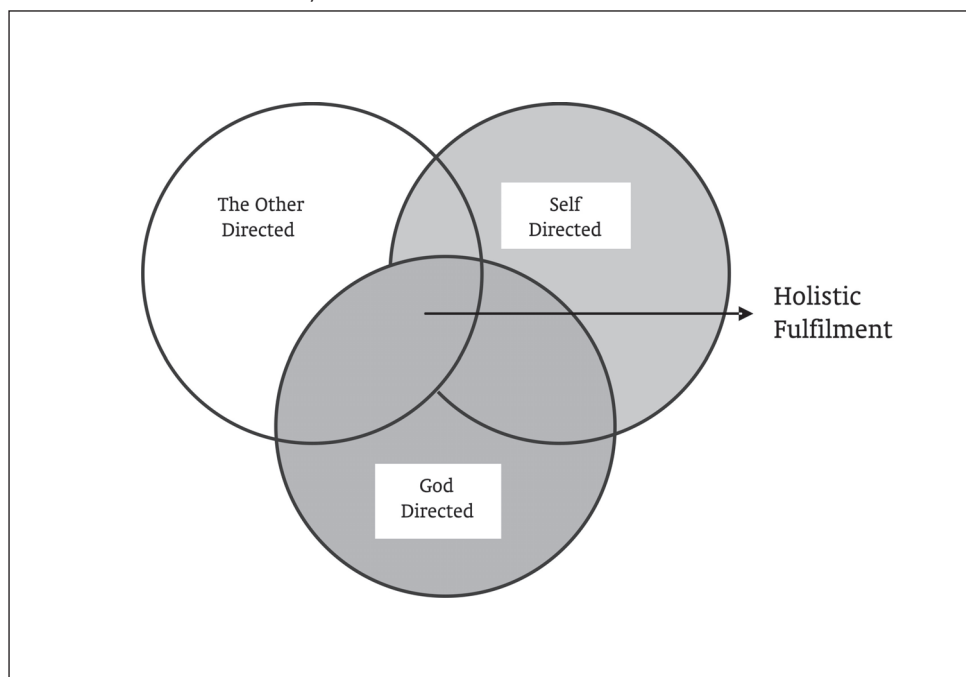 The Other
Directed
Self
Directed
Holistic
Fulfilment
God
Directed